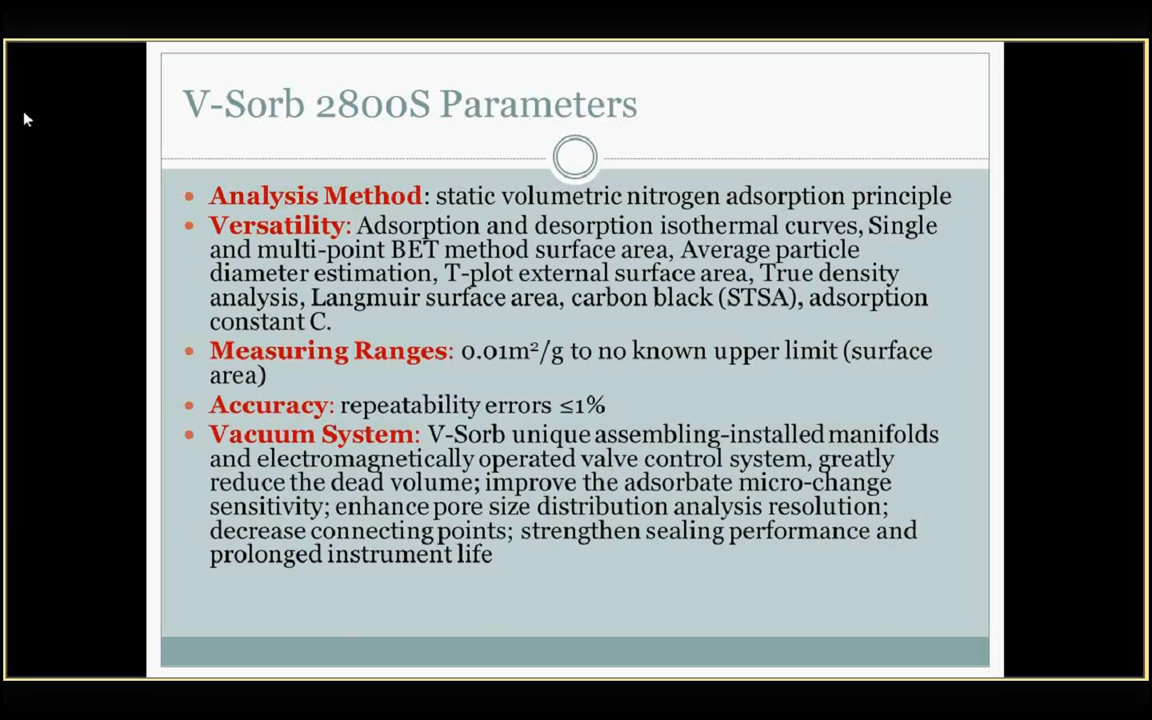 V-Sorb 2800S Parameters
• Analysis Method: static volumetric nitrogen adsorption principle
• Versatility: Adsorption and desorption isothermal curves, Single
and multi-point BET method surface area, Average particle
diameter estimation, T-plot external surface area, True density
analysis, Langmuir surface area, carbon black (STSA), adsorption
constant C.
• Measuring Ranges: 0.01m²/g to no known upper limit (surface
area)
• Accuracy: repeatability errors ≤1%
• Vacuum System: V-Sorb unique assembling-installed manifolds
and electromagnetically operated valve control system, greatly
reduce the dead volume; improve the adsorbate micro-change
sensitivity; enhance pore size distribution analysis resolution;
decrease connecting points; strengthen sealing performance and
prolonged instrument life